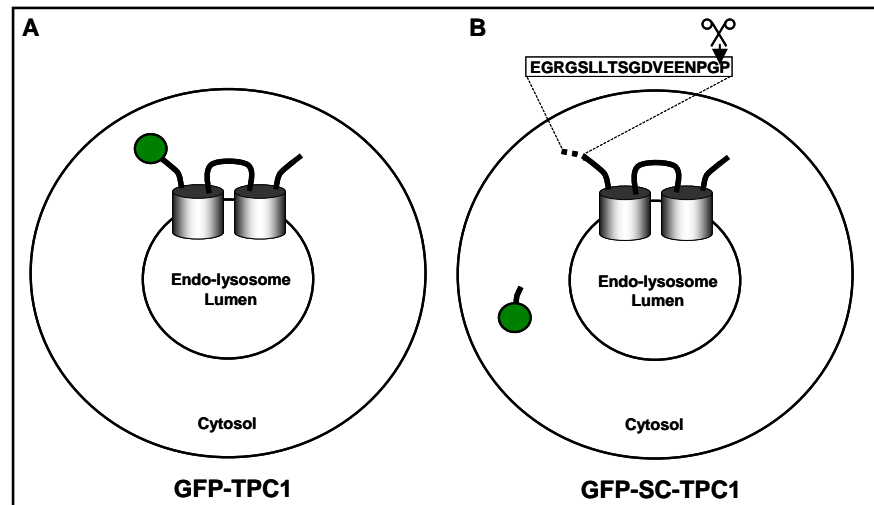 A
Endo-lysosome
Lumen
Cytosol
GFP-TPC1
B
EGRGSLLTSGDVEENPGP
Endo-lysosome
Lumen
Cytosol
GFP-SC-TPC1